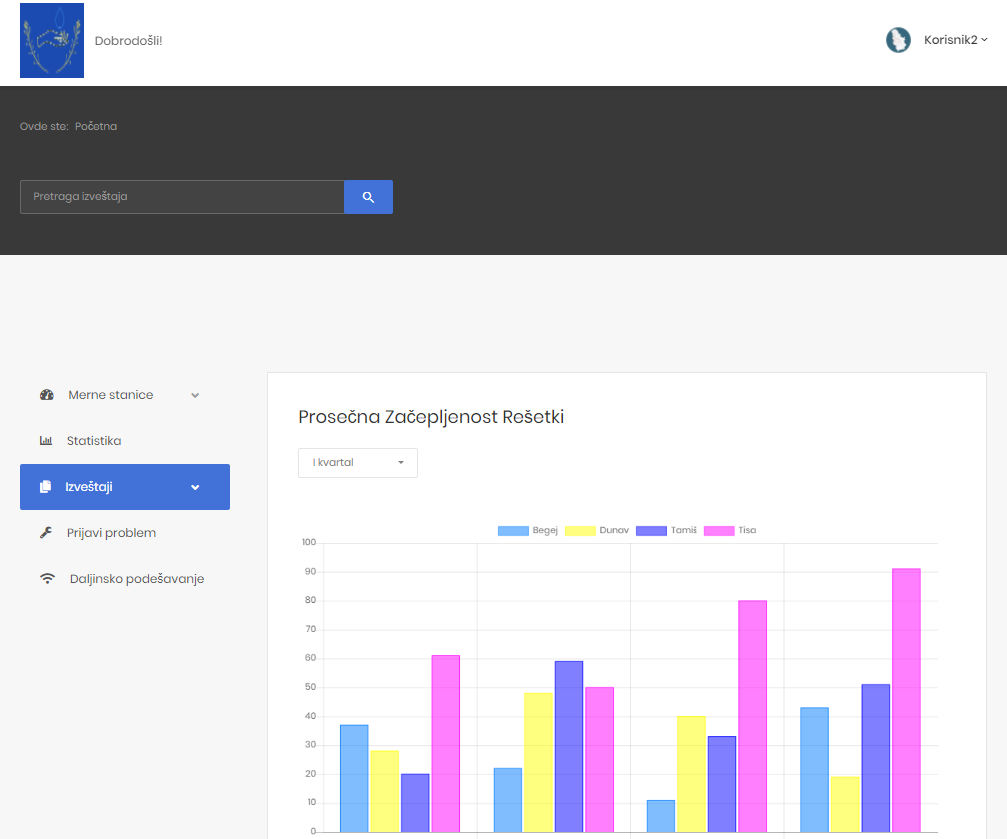 Dobrodošli!
Korisnik2
Ovde ste: Početna
Pretraga izveštaja
Merne stanice
Statistika
Izveštaji
Prijavi problem
Daljinsko podešavanje
Prosečna Začepljenost Rešetki
I kvartal
Begej Dunav Tamiš Tisa
100
90
80
70
60
50
40
30
20
10
0